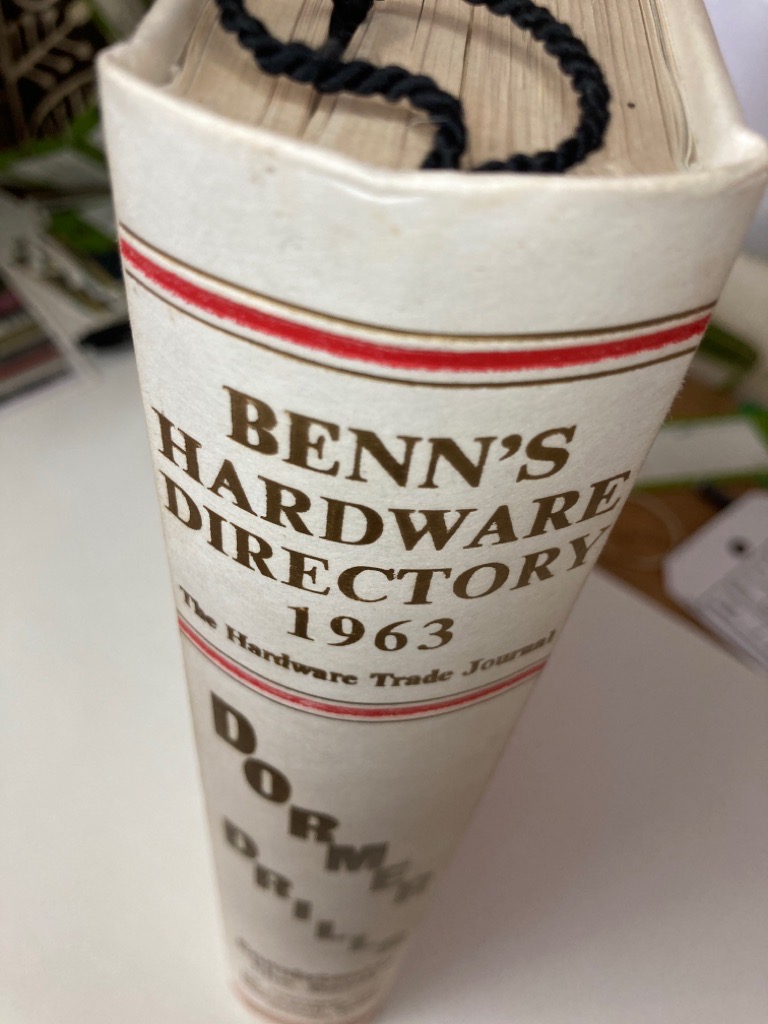 BENN'S
HARDWARE
DIRECTORY
1963
The Hardware Trade Journal
DORMER
DRILLS